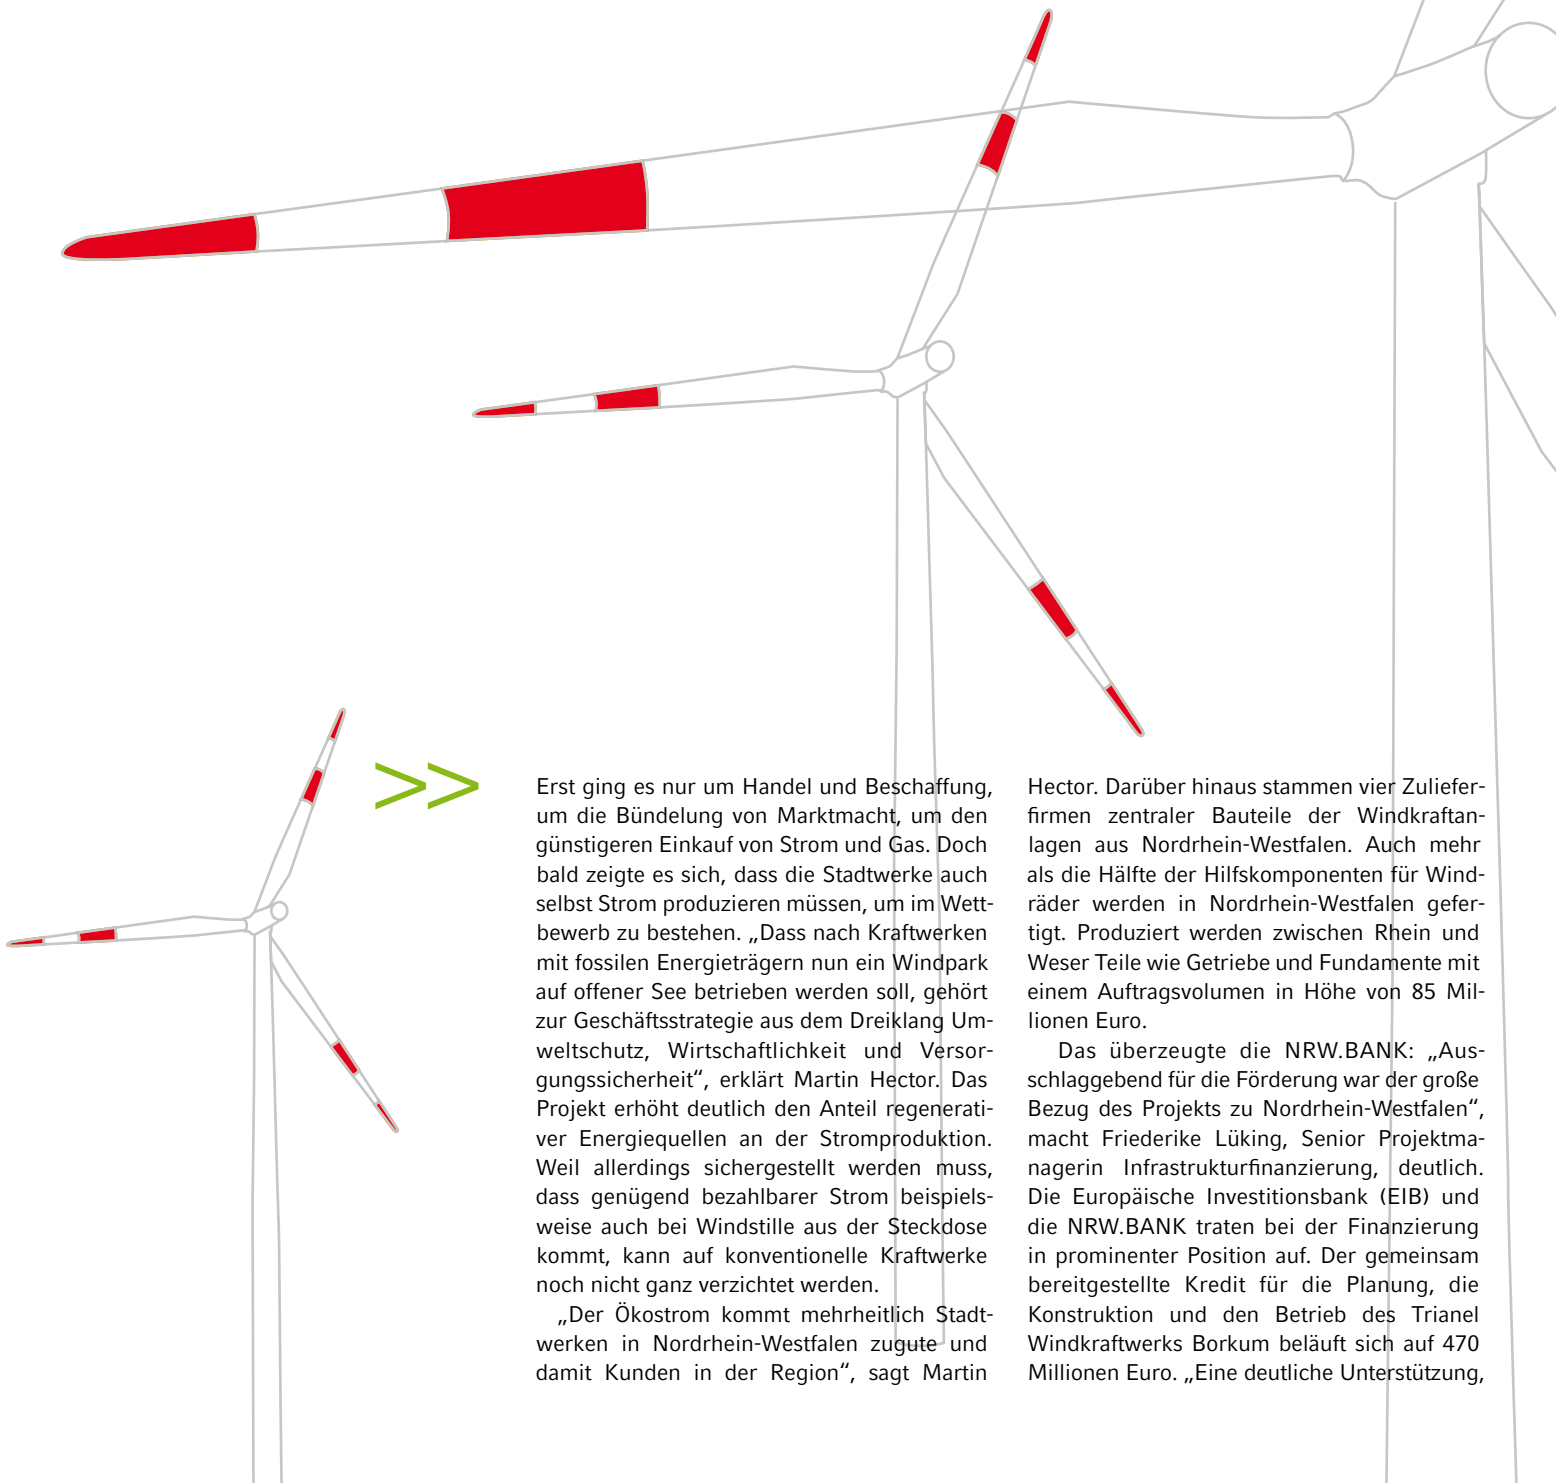 >>
Erst ging es nur um Handel und Beschaffung,
um die Bündelung von Marktmacht, um den
günstigeren Einkauf von Strom und Gas. Doch
bald zeigte es sich, dass die Stadtwerke auch
selbst Strom produzieren müssen, um im Wett-
bewerb zu bestehen. „Dass nach Kraftwerken
mit fossilen Energieträgern nun ein Windpark
auf offener See betrieben werden soll, gehört
zur Geschäftsstrategie aus dem Dreiklang Um-
weltschutz, Wirtschaftlichkeit und Versor-
gungssicherheit“, erklärt Martin Hector. Das
Projekt erhöht deutlich den Anteil regenerati-
ver Energiequellen an der Stromproduktion.
Weil allerdings sichergestellt werden muss,
dass genügend bezahlbarer Strom beispiels-
weise auch bei Windstille aus der Steckdose
kommt, kann auf konventionelle Kraftwerke
noch nicht ganz verzichtet werden.
„Der Ökostrom kommt mehrheitlich Stadt-
werken in Nordrhein-Westfalen zugute und
damit Kunden in der Region“, sagt Martin
Hector. Darüber hinaus stammen vier Zuliefer-
firmen zentraler Bauteile der Windkraftan-
lagen aus Nordrhein-Westfalen. Auch mehr
als die Hälfte der Hilfskomponenten für Wind-
räder werden in Nordrhein-Westfalen gefer-
tigt. Produziert werden zwischen Rhein und
Weser Teile wie Getriebe und Fundamente mit
einem Auftragsvolumen in Höhe von 85 Mil-
lionen Euro.
Das überzeugte die NRW.BANK: „Aus-
schlaggebend für die Förderung war der große
Bezug des Projekts zu Nordrhein-Westfalen“,
macht Friederike Lüking, Senior Projektma-
nagerin Infrastrukturfinanzierung, deutlich.
Die Europäische Investitionsbank (EIB) und
die NRW.BANK traten bei der Finanzierung
in prominenter Position auf. Der gemeinsam
bereitgestellte Kredit für die Planung, die
Konstruktion und den Betrieb des Trianel
Windkraftwerks Borkum beläuft sich auf 470
Millionen Euro. „Eine deutliche Unterstützung,